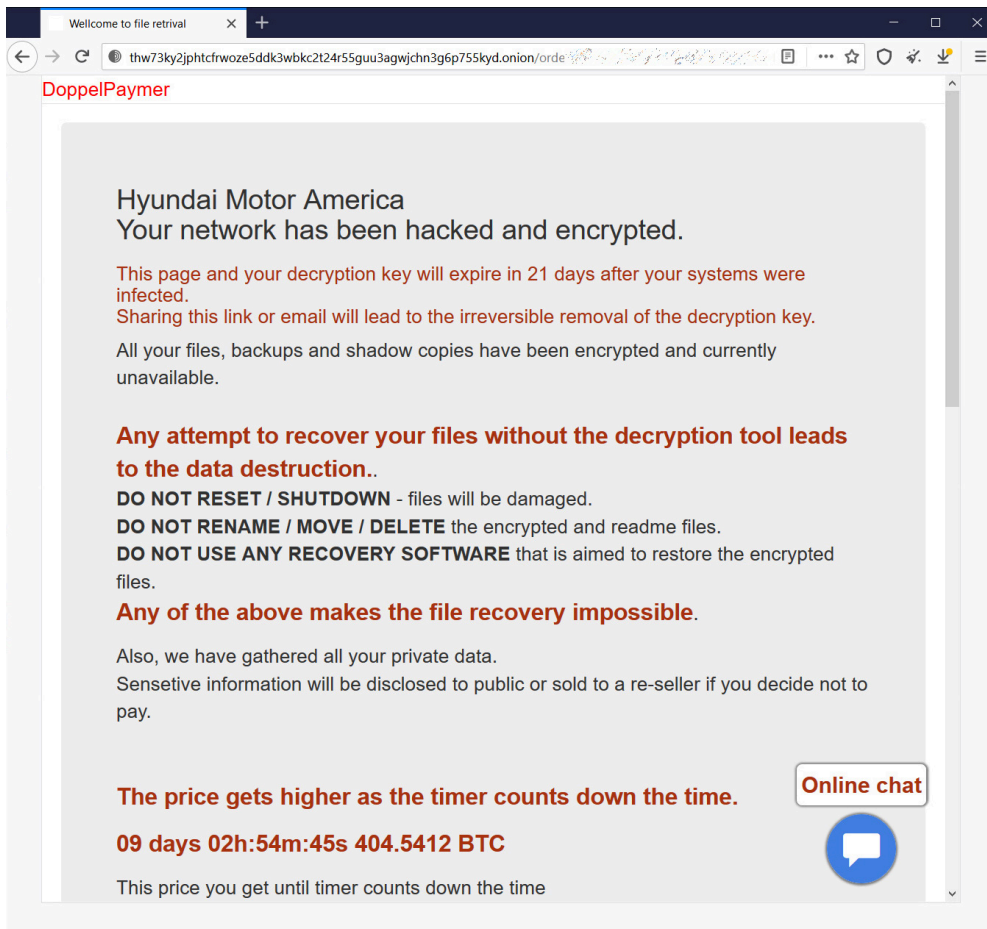 Wellcome to file retrival
thw73ky2jphtcfrwoze5ddk3wbkc2t24r55guu3agwjchn3g6p755kyd.onion/orde
DoppelPaymer
Hyundai Motor America
Your network has been hacked and encrypted.
This page and your decryption key will expire in 21 days after your systems were
infected.
Sharing this link or email will lead to the irreversible removal of the decryption key.
All your files, backups and shadow copies have been encrypted and currently
unavailable.
Any attempt to recover your files without the decryption tool leads
to the data destruction..
DO NOT RESET / SHUTDOWN - files will be damaged.
DO NOT RENAME / MOVE / DELETE the encrypted and readme files.
DO NOT USE ANY RECOVERY SOFTWARE that is aimed to restore the encrypted
files.
Any of the above makes the file recovery impossible.
Also, we have gathered all your private data.
Sensetive information will be disclosed to public or sold to a re-seller if you decide not to
pay.
The price gets higher as the timer counts down the time.
Online chat
09 days 02h:54m:45s 404.5412 BTC
This price you get until timer counts down the time